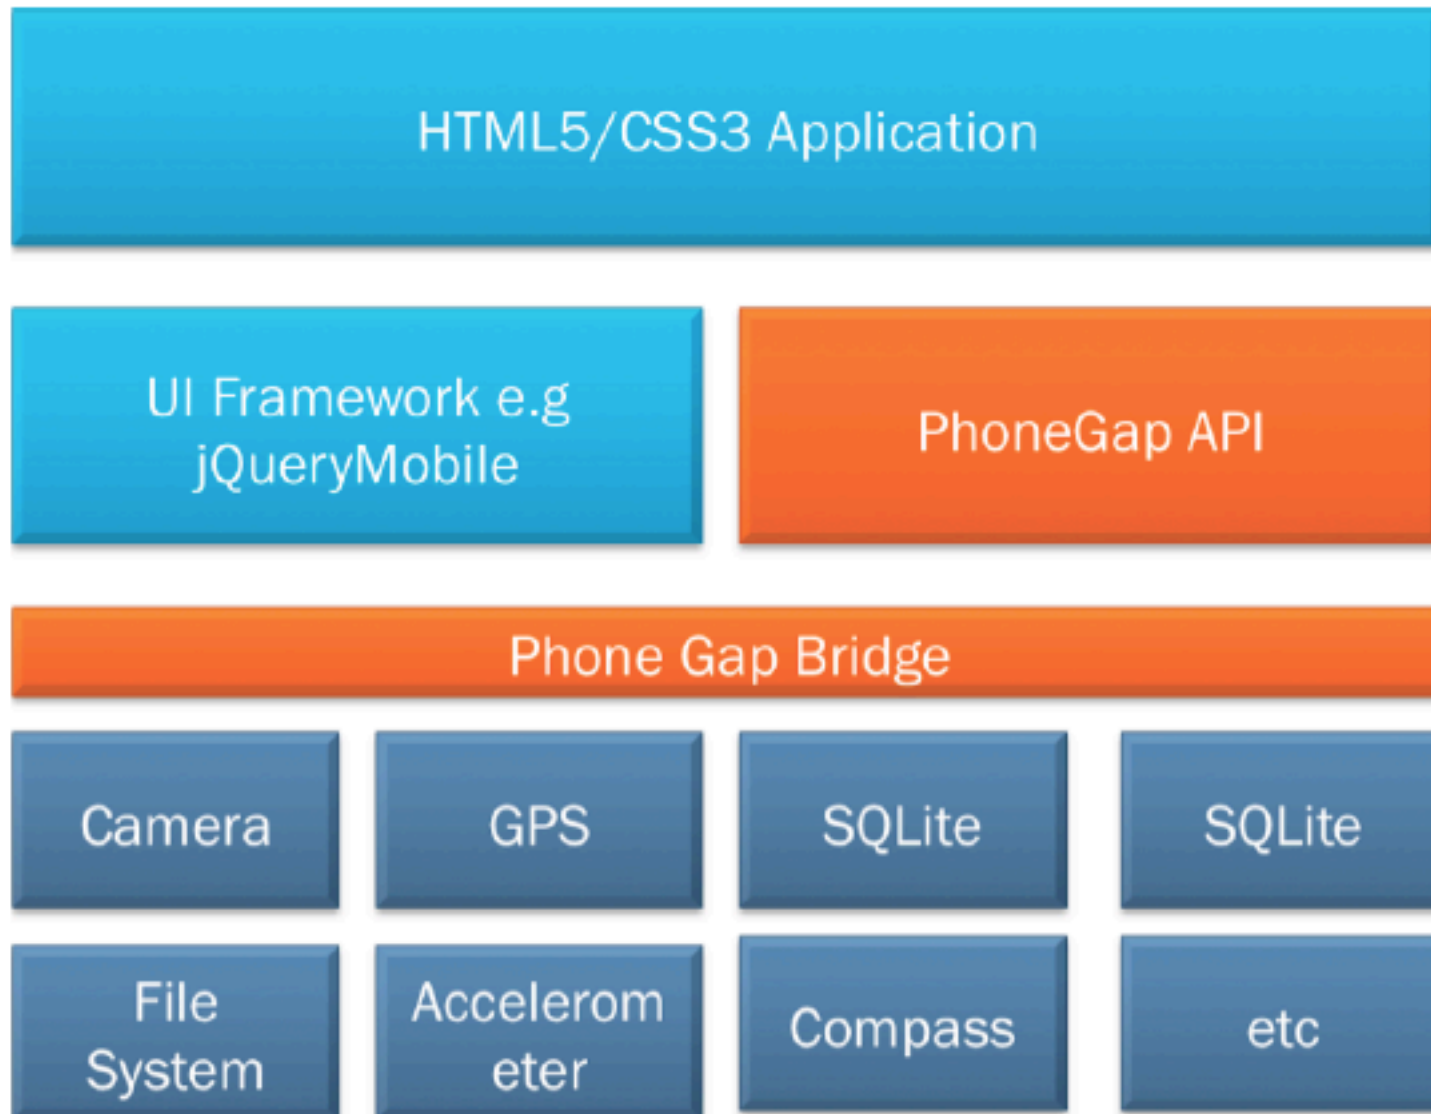 HTML5/CSS3 Application
UI Framework e.g
jQueryMobile
PhoneGap API
Phone Gap Bridge
Camera
GPS
SQLite
SQLite
File
System
Accelerom
eter
Compass
etc